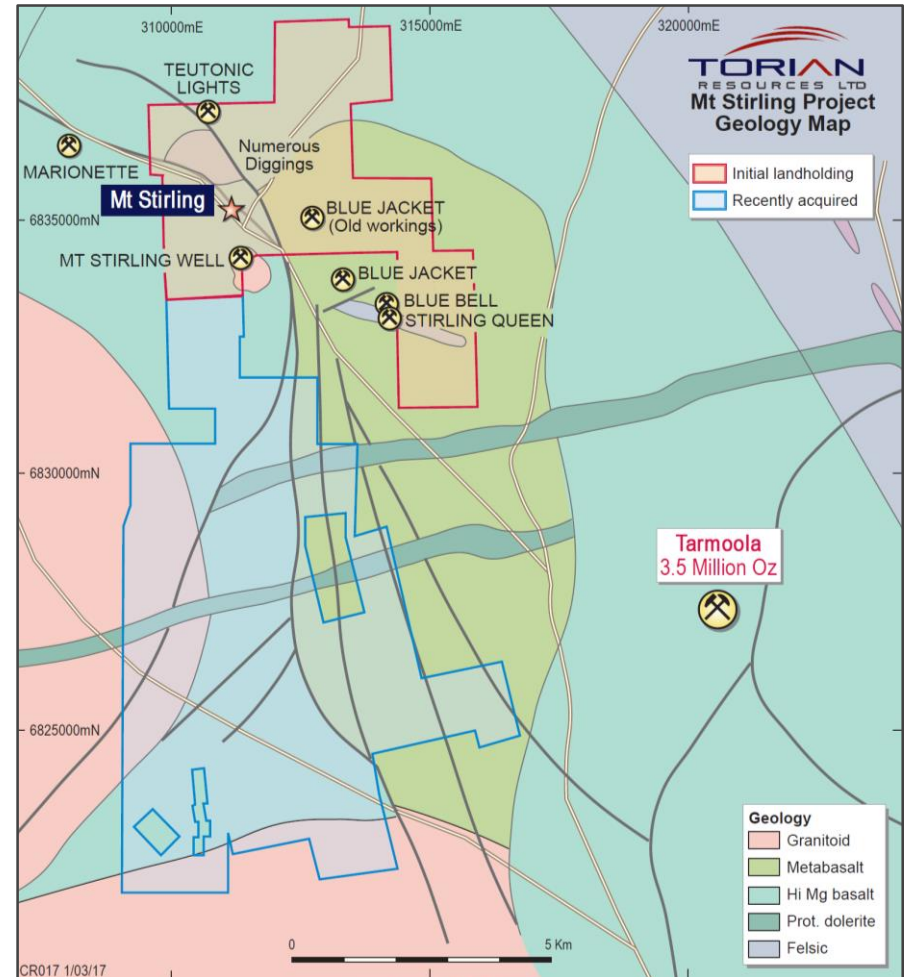 310000mE
315000mE
320000mE
TORIAN
RESOURCES LTD
Mt Stirling Project
Geology Map
Initial landholding
Recently acquired
TEUTONIC
LIGHTS
MARIONETTE
Numerous
Diggings
Mt Stirling
6835000mN
BLUE JACKET
(Old workings)
MT STIRLING WELL
BLUE JACKET
BLUE BELL
STIRLING QUEEN
6830000mN
Tarmoola
3.5 Million Oz
6825000mN
Geology
Granitoid
Metabasalt
Hi Mg basalt
Prot. dolerite
Felsic
0
5 Km
CR017 1/03/17